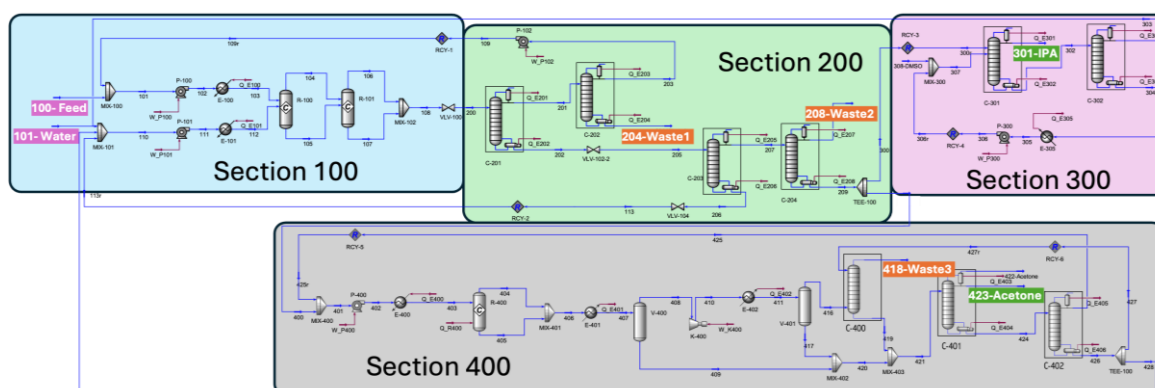 Section 100
100- Feed
101- Water
109r
MIX-100
101
P-100
102
Q_E100
103
E-100
W_P100
104
R-100
105
106
R-101
107
MIX-102
108
VLV-100
200
MIX-101
110
P-101
111
Q_E101
112
E-101
W_P101
113r
RCY-1
109
P-102
W_P102
Section 200
Q_E201
201
Q_E202
C-201
202
Q_E203
203
Q_E204
C-202
204-Waste1
VLV-102-2
205
Q_E205
207
Q_E206
C-203
206
VLV-104
113
RCY-2
208-Waste2
Q_E207
Q_E208
C-204
209
TEE-100
300
Section 300
RCY-3
308-DMSO
MIX-300
307
300
Q_E301
301-IPA
302
Q_E302
C-301
C-302
306r
RCY-4
306
P-300
W_P300
305
Q_E305
E-305
304
Section 400
RCY-5
425
425r
400
MIX-400
401
P-400
402
W_P400
Q_E400
403
E-400
404
R-400
Q_R400
405
MIX-401
406
Q_E401
407
E-401
V-400
408
409
410
K-400
W_K400
Q_E402
411
E-402
V-401
416
417
MIX-402
420
C-400
418-Waste3
419
MIX-403
421
427r
RCY-6
427
423-Acetone
Q_E403
Q_E404
C-401
424
Q_E405
Q_E406
C-402
426
TEE-100
428